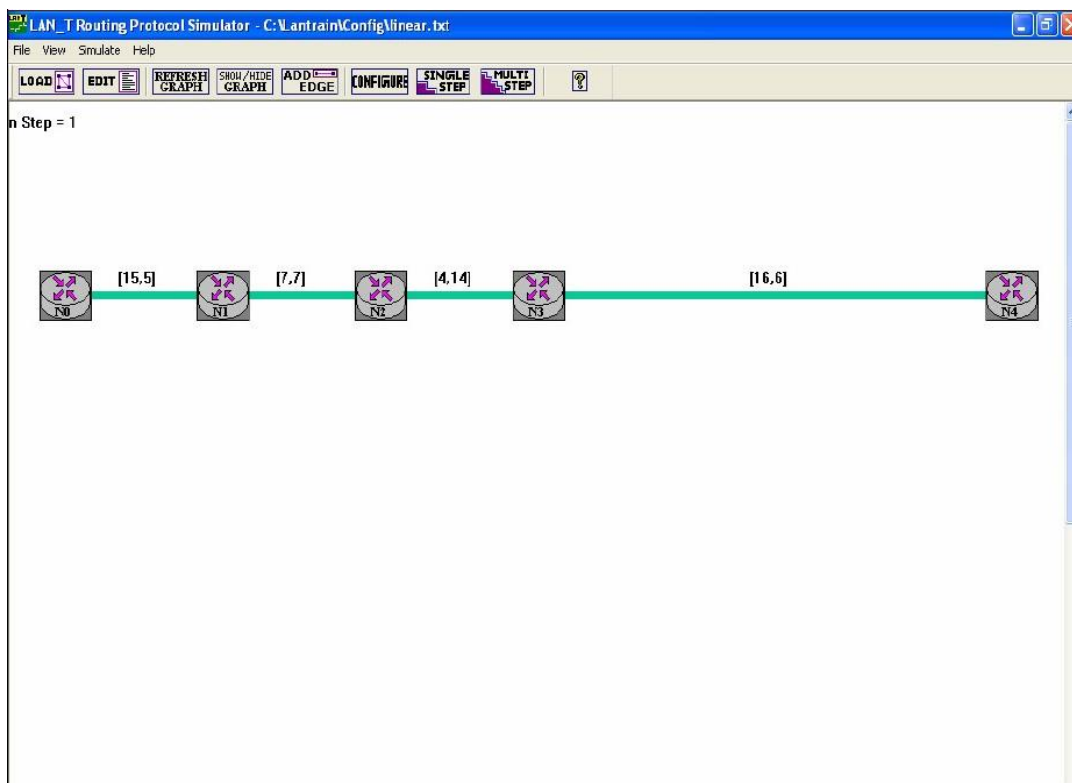 LAN_T Routing Protocol Simulator - C:\Lantrain\Config\linear.txt
File View Simulate Help
LOAD EDIT REFRESH GRAPH SHOW/HIDE GRAPH ADD EDGE CONFIGURE SINGLE STEP MULTI STEP ?
n Step = 1
[15,5] [7,7] [4,14] [16,6]
N0 N1 N2 N3 N4